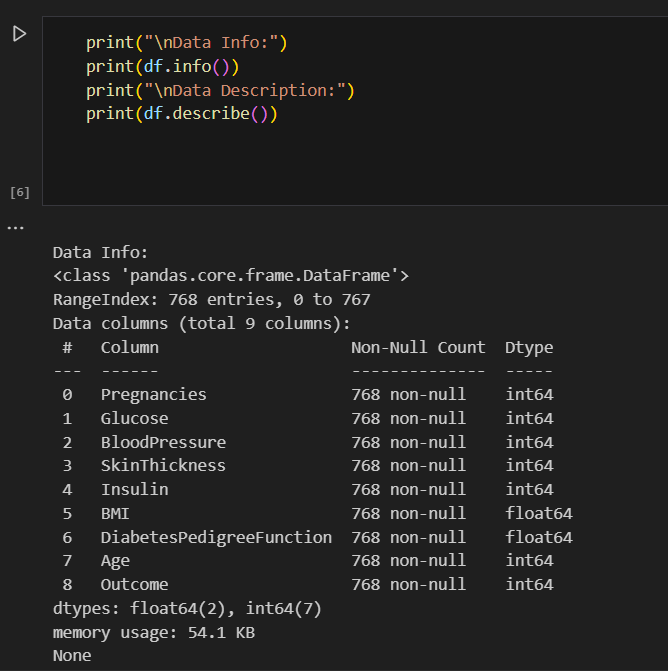 print("\nData Info:")
print(df.info())
print("\nData Description:")
print(df.describe())
[6]
...
Data Info:
<class 'pandas.core.frame.DataFrame'>
RangeIndex: 768 entries, 0 to 767
Data columns (total 9 columns):
 #   Column                    Non-Null Count  Dtype
---  ------                    --------------  -----
 0   Pregnancies               768 non-null    int64
 1   Glucose                   768 non-null    int64
 2   BloodPressure             768 non-null    int64
 3   SkinThickness             768 non-null    int64
 4   Insulin                   768 non-null    int64
 5   BMI                       768 non-null    float64
 6   DiabetesPedigreeFunction  768 non-null    float64
 7   Age                       768 non-null    int64
 8   Outcome                   768 non-null    int64
dtypes: float64(2), int64(7)
memory usage: 54.1 KB
None